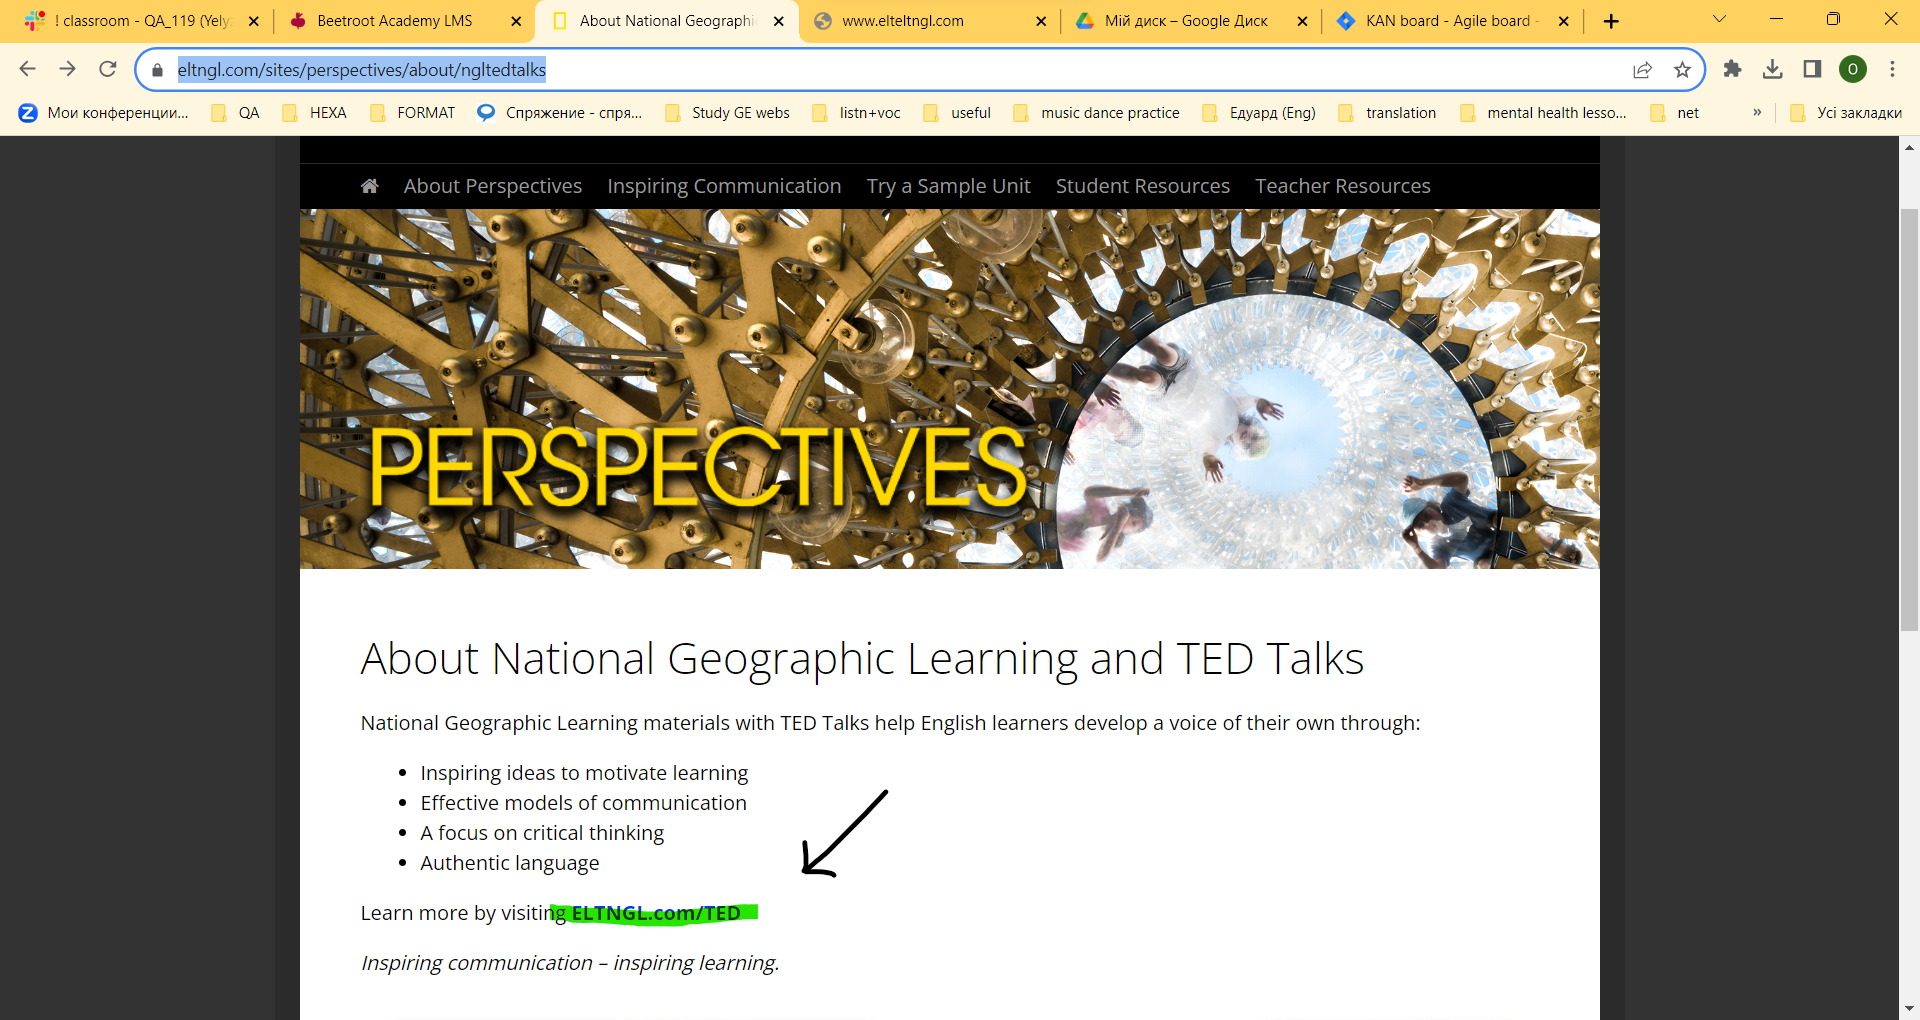 ! classroom - QA_119 (Yely
Beetroot Academy LMS
About National Geographic
www.elteltngl.com
Мій диск – Google Диск
KAN board - Agile board -
eltngl.com/sites/perspectives/about/ngltedtalks
O
Мои конференции...
QA
HEXA
FORMAT
Спряжение - спря...
Study GE webs
listn+voc
useful
music dance practice
Едуард (Eng)
translation
mental health lesso...
net
»
Усі закладки
About Perspectives
Inspiring Communication
Try a Sample Unit
Student Resources
Teacher Resources
PERSPECTIVES
About National Geographic Learning and TED Talks
National Geographic Learning materials with TED Talks help English learners develop a voice of their own through:
• Inspiring ideas to motivate learning
• Effective models of communication
• A focus on critical thinking
• Authentic language
Learn more by visiting ELTNGL.com/TED
Inspiring communication – inspiring learning.